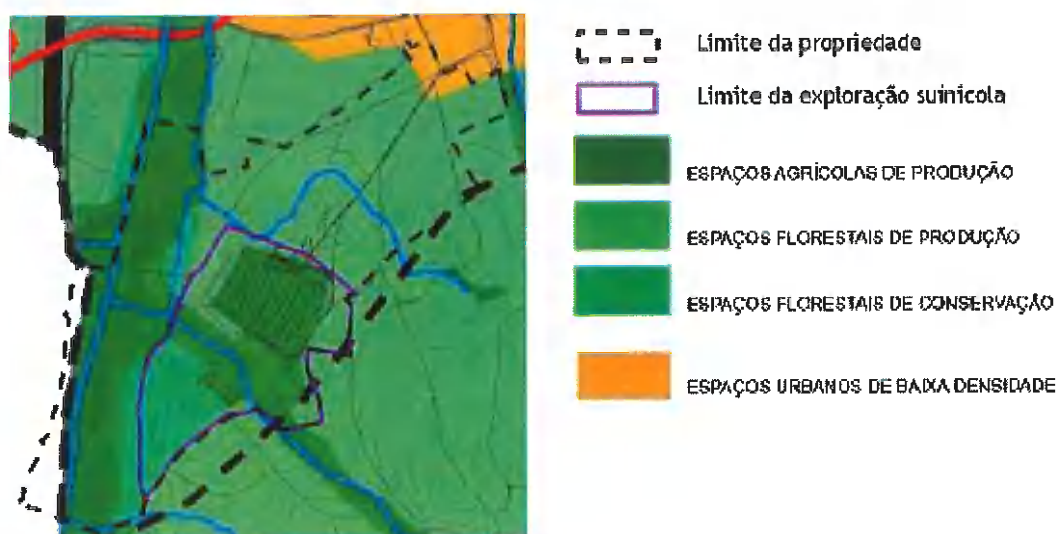 Limite da propriedade
Limite da exploração suinicola
ESPAÇOS AGRÍCOLAS DE PRODUÇÃO
ESPAÇOS FLORESTAIS DE PRODUÇÃO
ESPAÇOS FLORESTAIS DE CONSERVAÇÃO
ESPAÇOS URBANOS DE BAIXA DENSIDADE